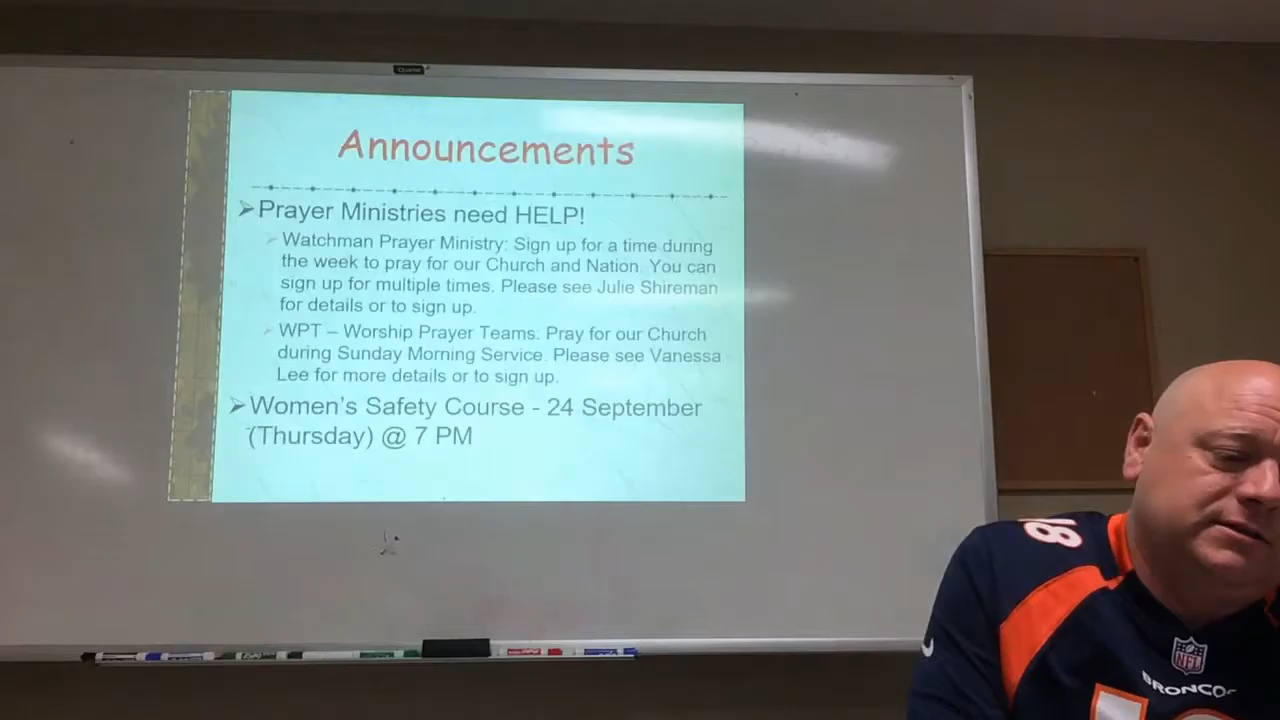 Quartet
Announcements
Prayer Ministries need HELP!
Watchman Prayer Ministry: Sign up for a time during
the week to pray for our Church and Nation. You can
sign up for multiple times. Please see Julie Shireman
for details or to sign up.
WPT – Worship Prayer Teams: Pray for our Church
during Sunday Morning Service. Please see Vanessa
Lee for more details or to sign up.
Women's Safety Course - 24 September
(Thursday) @ 7 PM
18
NFL
BRONCOS